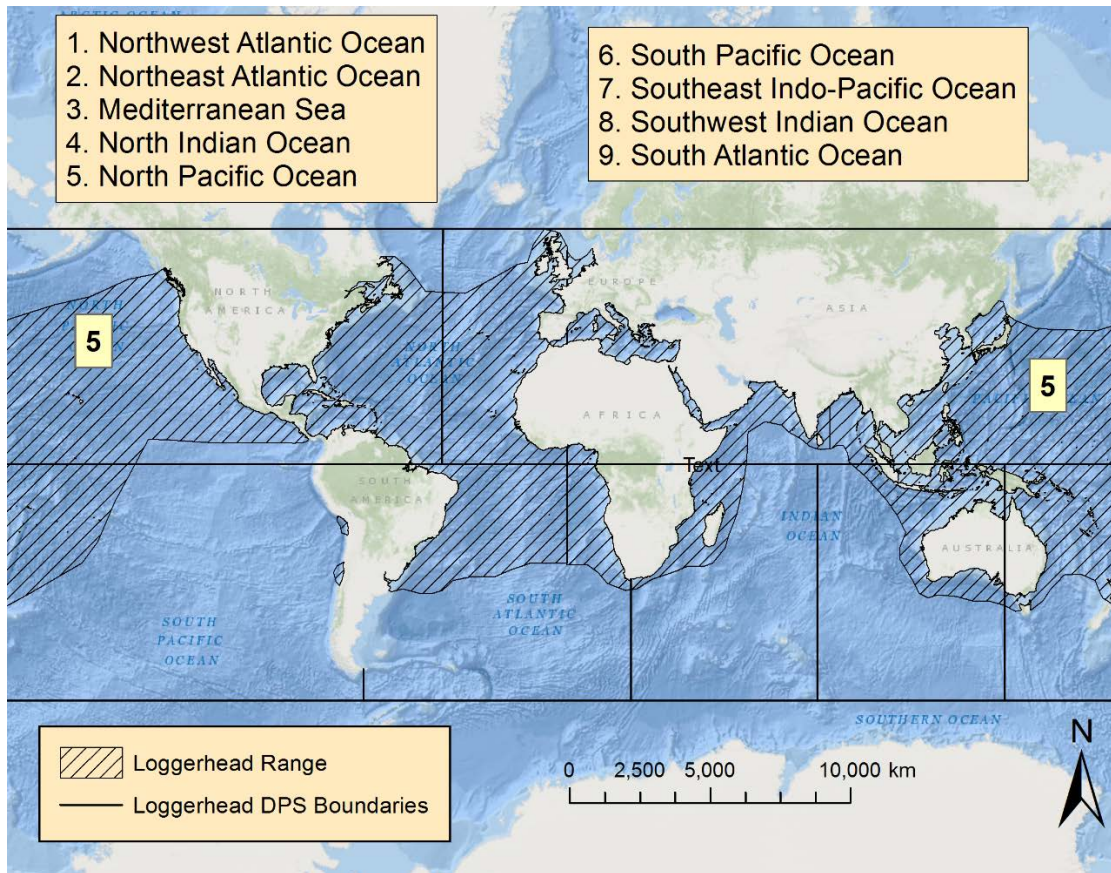 ARCTIC OCEAN
1. Northwest Atlantic Ocean
2. Northeast Atlantic Ocean
3. Mediterranean Sea
4. North Indian Ocean
5. North Pacific Ocean
6. South Pacific Ocean
7. Southeast Indo-Pacific Ocean
8. Southwest Indian Ocean
9. South Atlantic Ocean
NORTH
AMERICA
EUROPE
ASIA
NORTH
5
NORTH
ATLANTIC
OCEAN
AFRICA
5
Text
SOUTH
AMERICA
INDIAN
OCEAN
AUSTRALIA
SOUTH
PACIFIC
OCEAN
SOUTH
ATLANTIC
OCEAN
SOUTHERN OCEAN
Loggerhead Range
Loggerhead DPS Boundaries
0 2,500 5,000 10,000 km
N